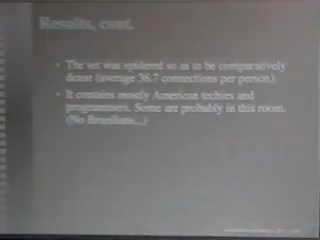 Results, cont.
• The set was spidered so as to be comparatively
dense (average 36.7 connections per person).
• It contains mostly American techies and
programmers. Some are probably in this room.
(No Brazilians...)